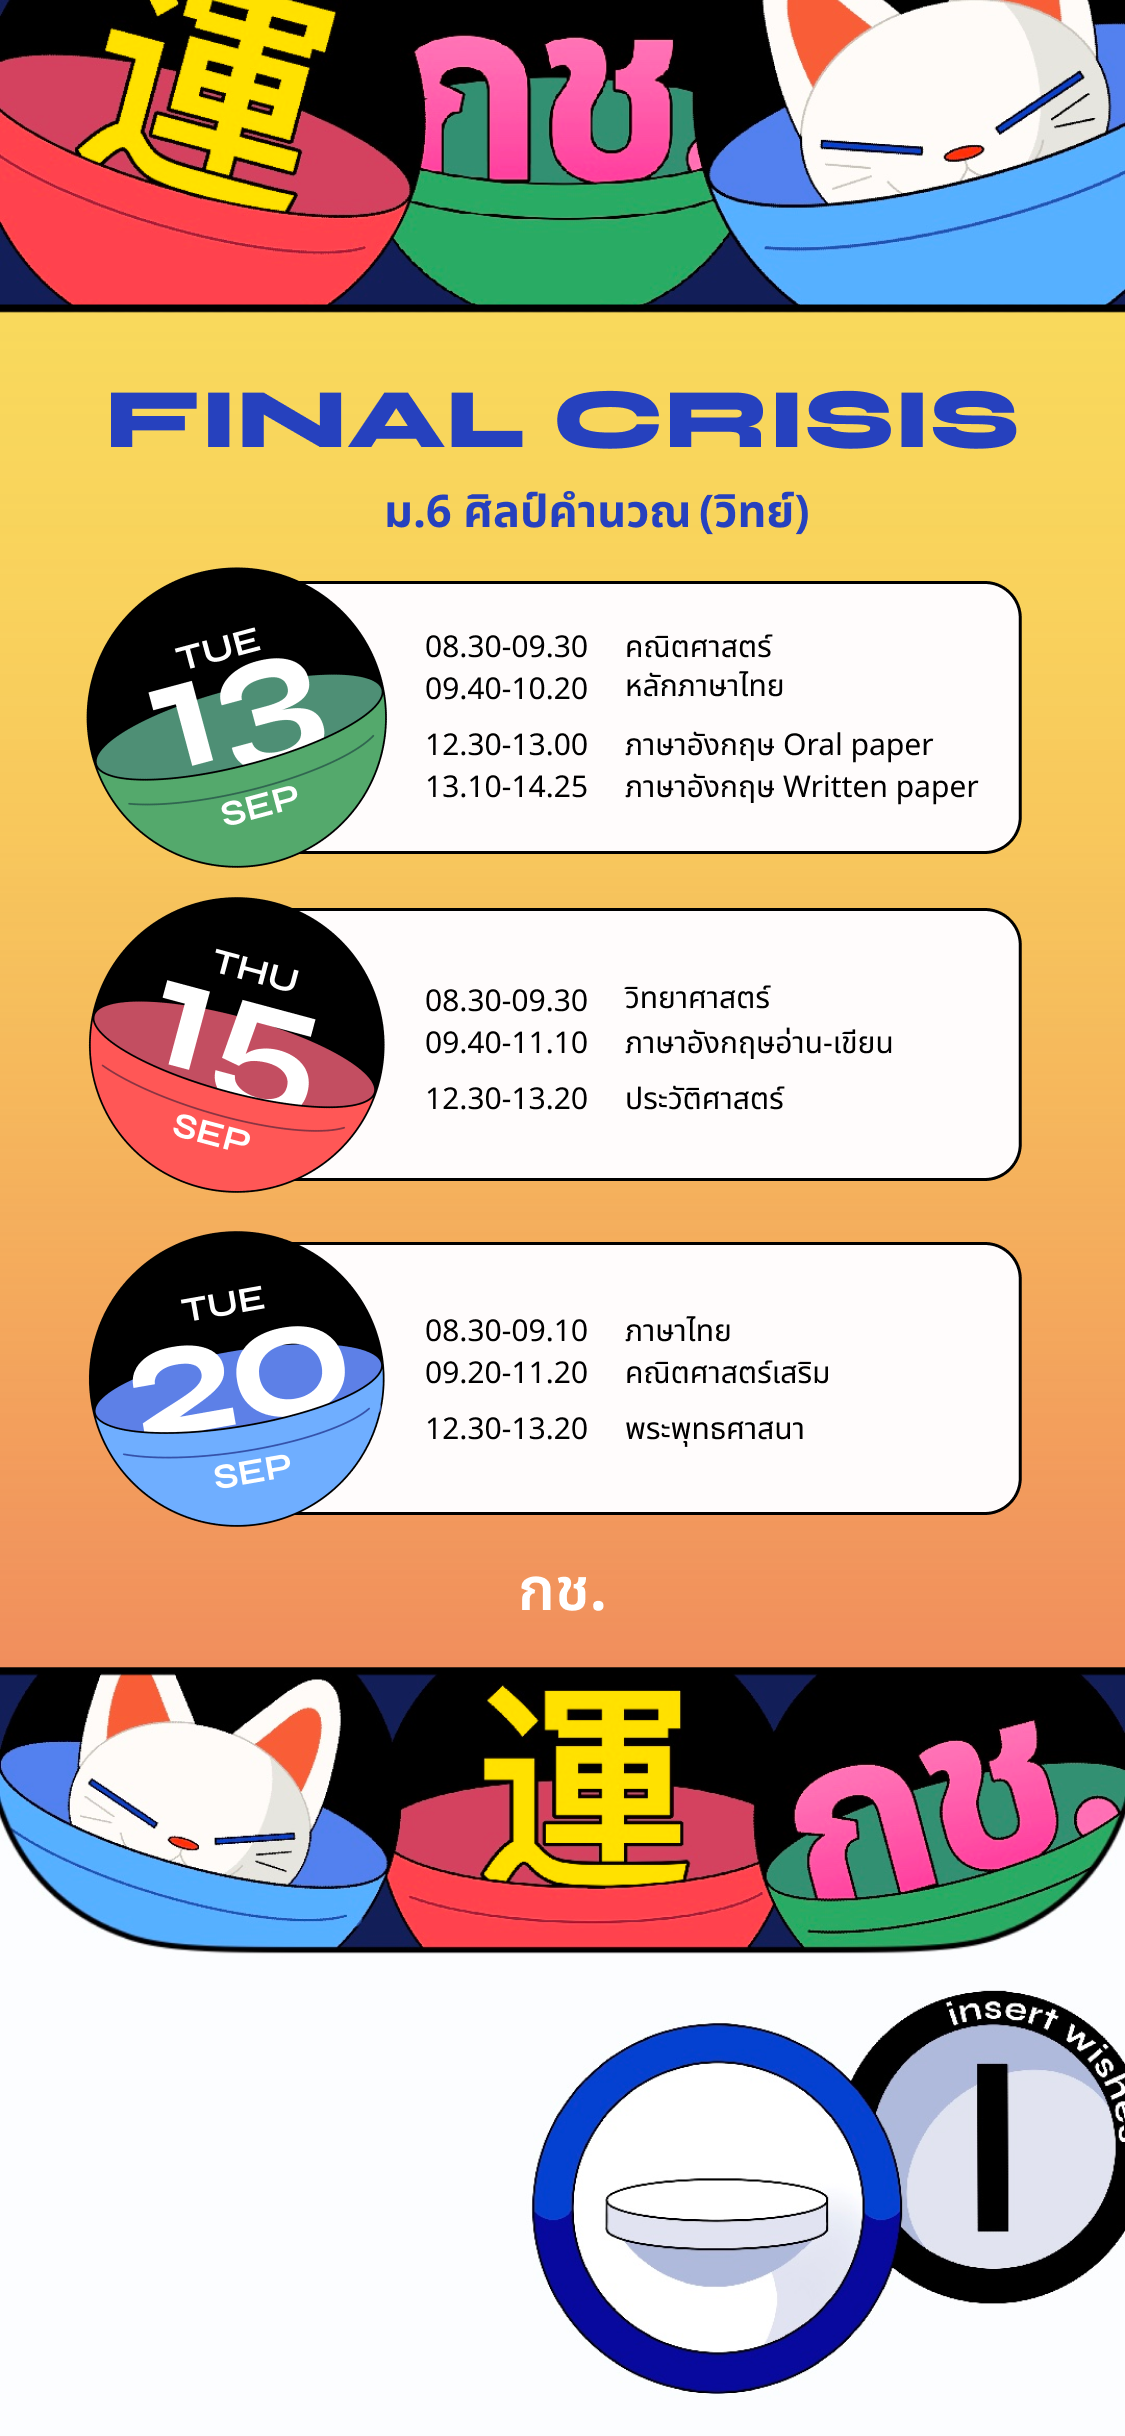 運 กช.
FINAL CRISIS
ม.6 ศิลป์คำนวณ (วิทย์)
TUE
13
SEP
08.30-09.30 คณิตศาสตร์
09.40-10.20 หลักภาษาไทย
12.30-13.00 ภาษาอังกฤษ Oral paper
13.10-14.25 ภาษาอังกฤษ Written paper
THU
15
SEP
08.30-09.30 วิทยาศาสตร์
09.40-11.10 ภาษาอังกฤษอ่าน-เขียน
12.30-13.20 ประวัติศาสตร์
TUE
20
SEP
08.30-09.10 ภาษาไทย
09.20-11.20 คณิตศาสตร์เสริม
12.30-13.20 พระพุทธศาสนา
กช.
運 กช.
insert wishes